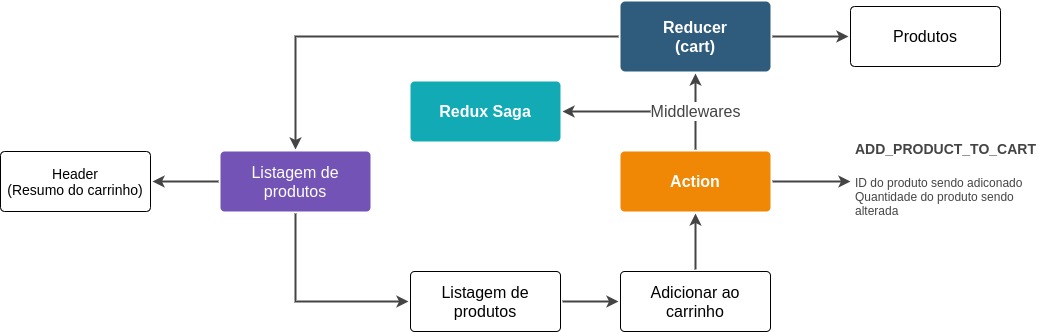 Reducer
(cart)
Produtos
Redux Saga
Middlewares
Header
(Resumo do carrinho)
Listagem de
produtos
Action
ADD_PRODUCT_TO_CART
ID do produto sendo adiconado
Quantidade do produto sendo
alterada
Listagem de
produtos
Adicionar ao
carrinho